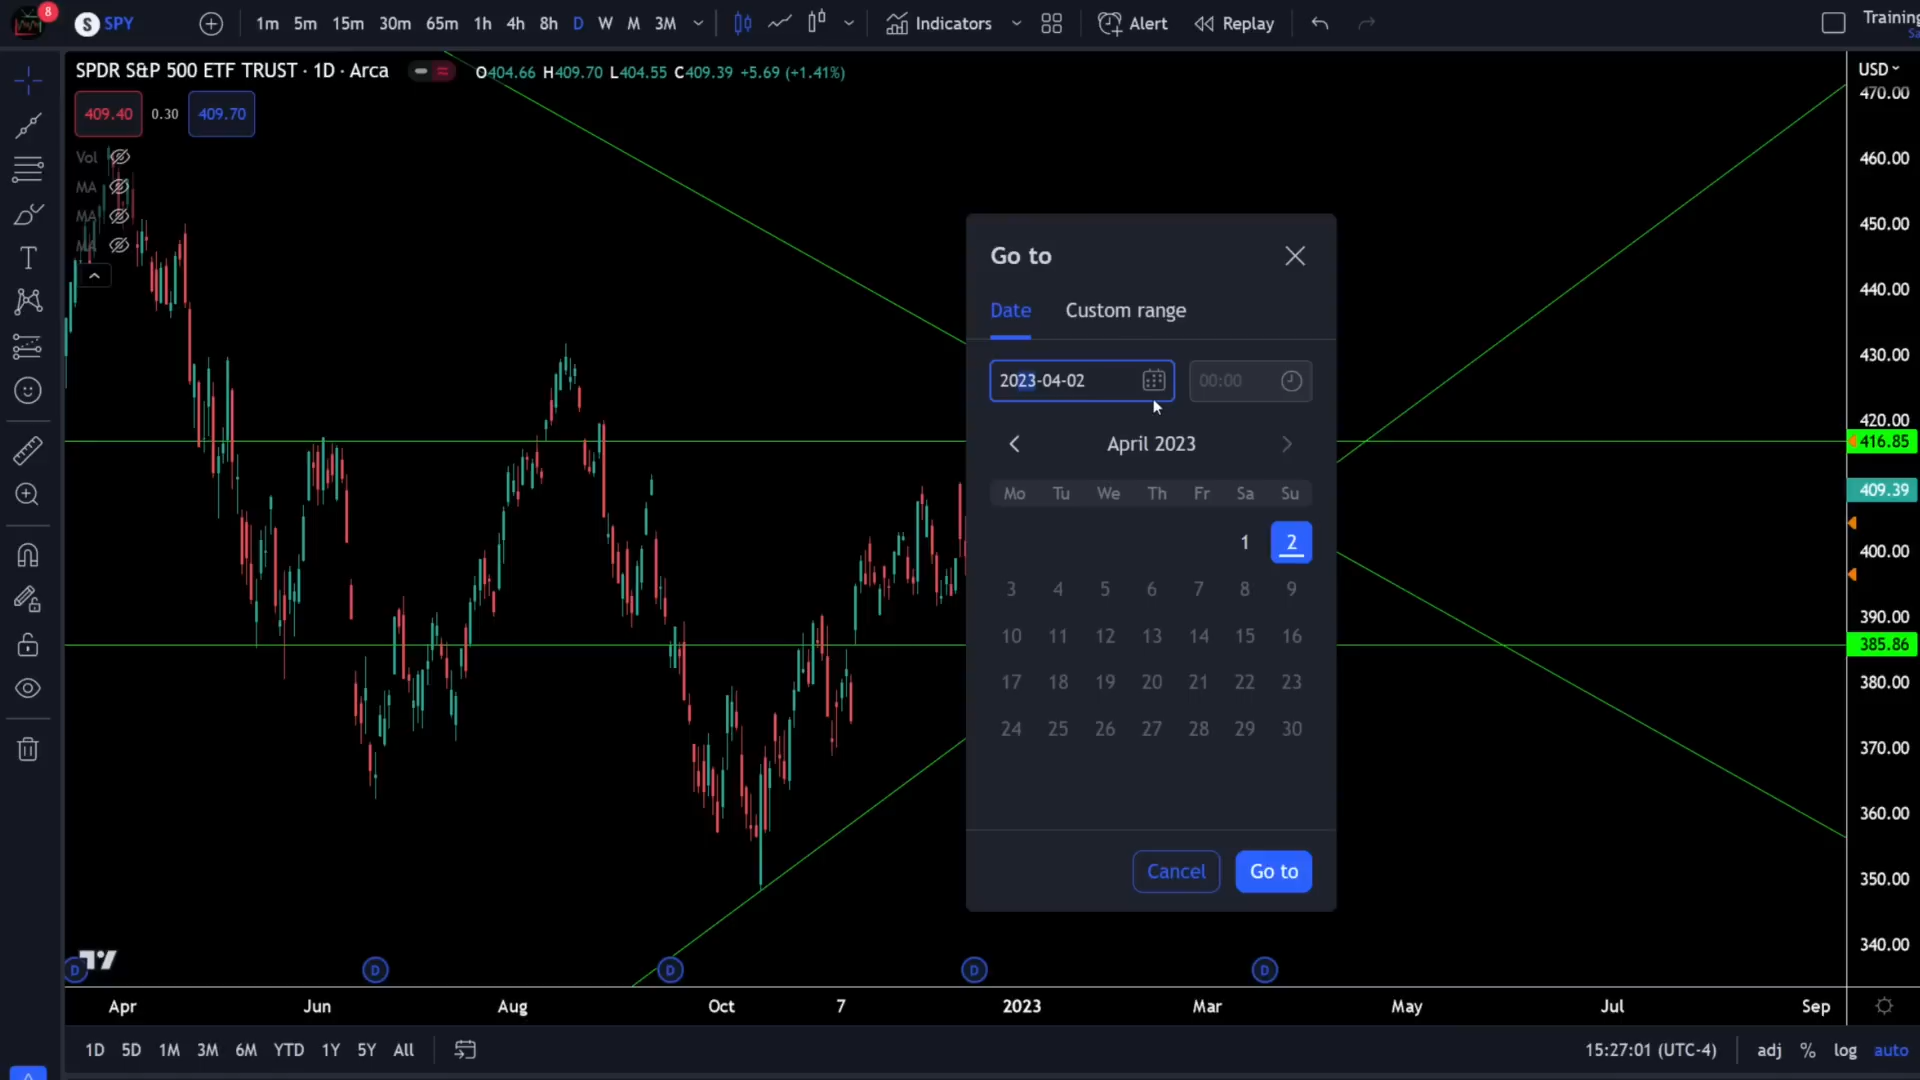 8
S SPY
1m 5m 15m 30m 65m 1h 4h 8h D W M 3M
Indicators
Alert
Replay
Training
Sa
SPDR S&P 500 ETF TRUST · 1D · Arca
O404.66 H409.70 L404.55 C409.39 +5.69 (+1.41%)
USD
409.40 0.30 409.70
Vol
MA
MA
MA
T
470.00
460.00
450.00
440.00
430.00
420.00
416.85
409.39
400.00
390.00
385.86
380.00
370.00
360.00
350.00
340.00
Go to
Date Custom range
2023-04-02 00:00
April 2023
Mo Tu We Th Fr Sa Su
1 2
3 4 5 6 7 8 9
10 11 12 13 14 15 16
17 18 19 20 21 22 23
24 25 26 27 28 29 30
Cancel Go to
D D D D D
Apr Jun Aug Oct 7 2023 Mar May Jul Sep
1D 5D 1M 3M 6M YTD 1Y 5Y All
15:27:01 (UTC-4) adj % log auto